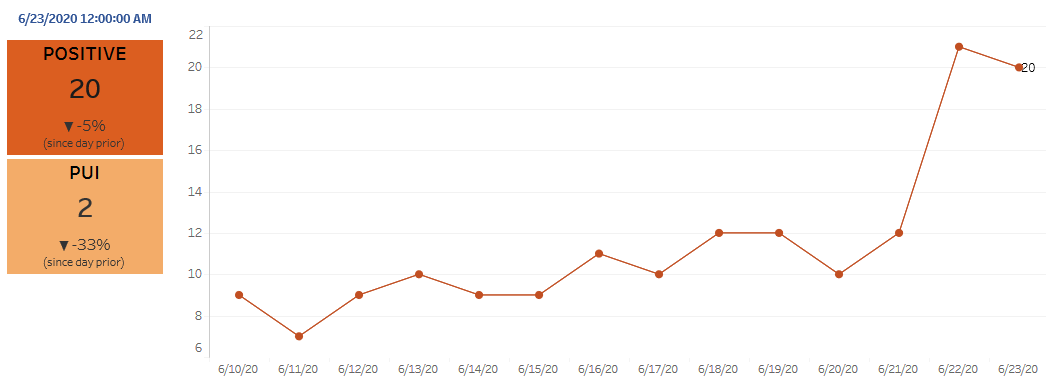 6/23/2020 12:00:00 AM
POSITIVE
20
▼ -5%
(since day prior)
PUI
2
▼ -33%
(since day prior)
22
20
18
16
14
12
10
8
6
20
6/10/20 6/11/20 6/12/20 6/13/20 6/14/20 6/15/20 6/16/20 6/17/20 6/18/20 6/19/20 6/20/20 6/21/20 6/22/20 6/23/20